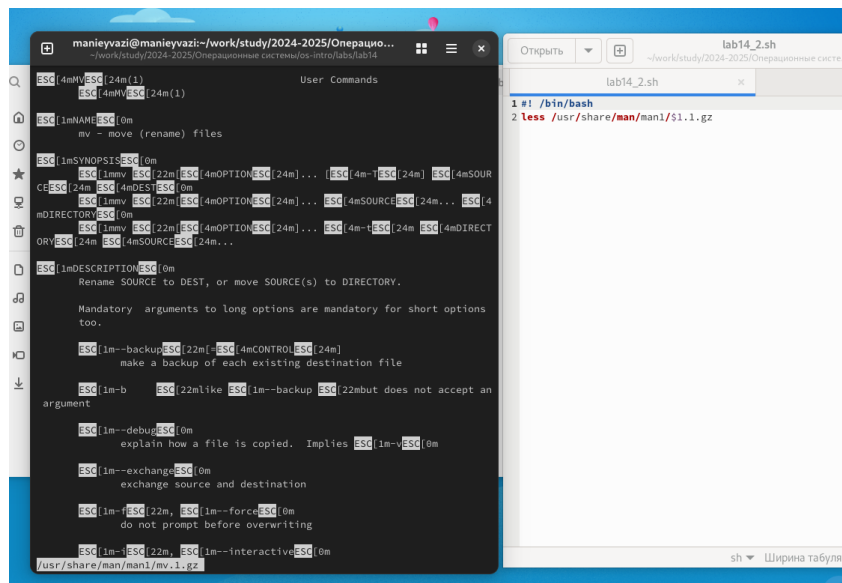 manieyvazi@manieyvazi:~/work/study/2024-2025/Операцио...
~/work/study/2024-2025/Операционные системы/os-intro/labs/lab14
ESC[4mMVESC[24m(1) User Commands
ESC[4mMVESC[24m(1)
ESC[1mNAMEESC[0m
mv - move (rename) files
ESC[1mSYNOPSISESC[0m
ESC[1mmv ESC[22m[ESC[4mOPTIONESC[24m]... [ESC[4m-TESC[24m] ESC[4mSOUR
CEESC[24m ESC[4mDESTESC[0m
ESC[1mmv ESC[22m[ESC[4mOPTIONESC[24m]... ESC[4mSOURCEESC[24m... ESC[4
mDIRECTORYESC[0m
ESC[1mmv ESC[22m[ESC[4mOPTIONESC[24m]... ESC[4m-tESC[24m ESC[4mDIRECT
ORYESC[24m ESC[4mSOURCEESC[24m...
ESC[1mDESCRIPTIONESC[0m
Rename SOURCE to DEST, or move SOURCE(s) to DIRECTORY.
Mandatory arguments to long options are mandatory for short options
too.
ESC[1m--backupESC[22m[=ESC[4mCONTROLESC[24m]
make a backup of each existing destination file
ESC[1m-b ESC[22mlike ESC[1m--backup ESC[22mbut does not accept an
argument
ESC[1m--debugESC[0m
explain how a file is copied. Implies ESC[1m-vESC[0m
ESC[1m--exchangeESC[0m
exchange source and destination
ESC[1m-fESC[22m, ESC[1m--forceESC[0m
do not prompt before overwriting
ESC[1m-iESC[22m, ESC[1m--interactiveESC[0m
/usr/share/man/man1/mv.1.gz
Открыть
lab14_2.sh
~/work/study/2024-2025/Операционные систе
lab14_2.sh
1 #! /bin/bash
2 less /usr/share/man/man1/$1.1.gz
sh Ширина табуля